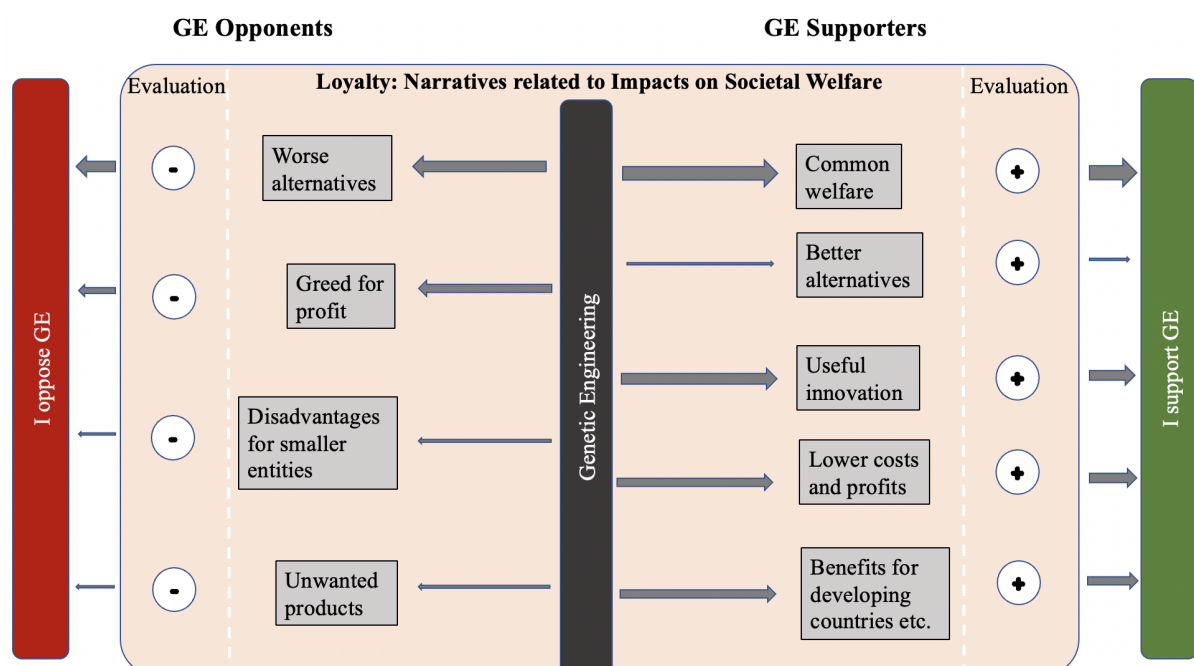 GE Opponents
GE Supporters
Loyalty: Narratives related to Impacts on Societal Welfare
Evaluation
Evaluation
I oppose GE
-
Worse
alternatives
-
Greed for
profit
-
Disadvantages
for smaller
entities
-
Unwanted
products
Genetic Engineering
Common
welfare
+
Better
alternatives
+
Useful
innovation
+
Lower costs
and profits
+
Benefits for
developing
countries etc.
+
I support GE